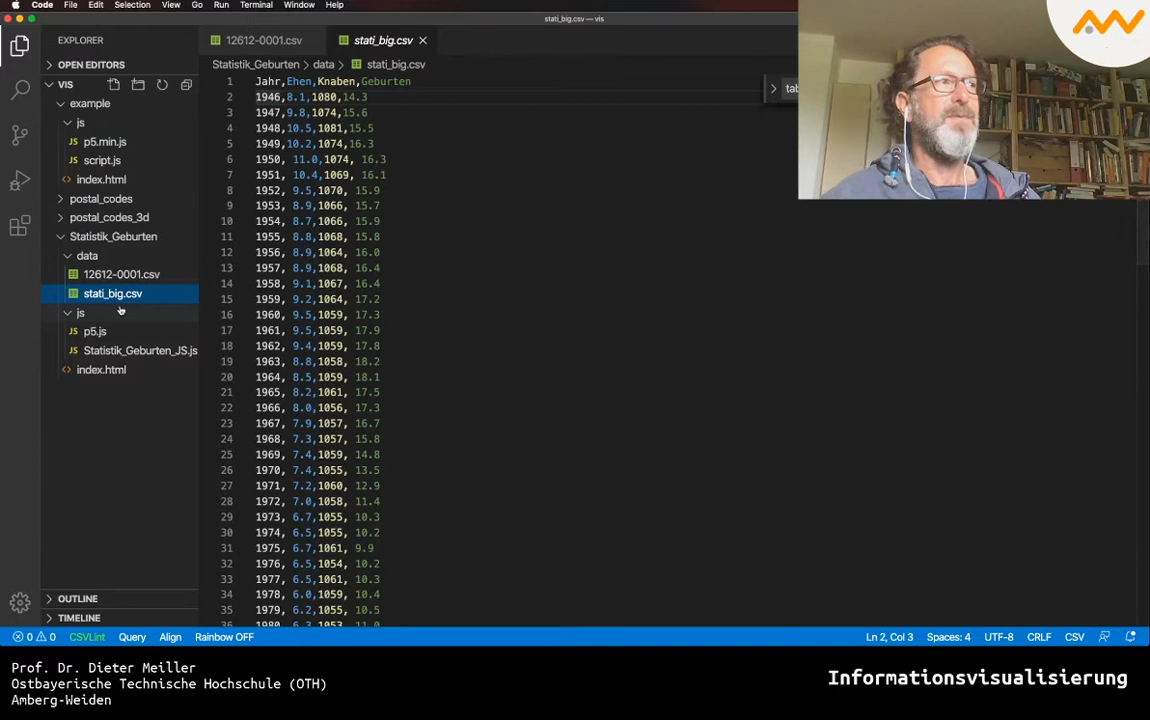 Code File Edit Selection View Go Run Terminal Window Help
stati_big.csv — vis
EXPLORER
12612-0001.csv
stati_big.csv
OPEN EDITORS
Statistik_Geburten > data > stati_big.csv
VIS
example
js
p5.min.js
script.js
index.html
postal_codes
postal_codes_3d
Statistik_Geburten
data
12612-0001.csv
stati_big.csv
js
p5.js
Statistik_Geburten_JS.js
index.html
OUTLINE
TIMELINE
1 Jahr,Ehen,Knaben,Geburten
2 1946,8.1,1080,14.3
3 1947,9.8,1074,15.6
4 1948,10.5,1081,15.5
5 1949,10.2,1074,16.3
6 1950, 11.0,1074, 16.3
7 1951, 10.4,1069, 16.1
8 1952, 9.5,1070, 15.9
9 1953, 8.9,1066, 15.7
10 1954, 8.7,1066, 15.9
11 1955, 8.8,1068, 15.8
12 1956, 8.9,1064, 16.0
13 1957, 8.9,1068, 16.4
14 1958, 9.1,1067, 16.4
15 1959, 9.2,1064, 17.2
16 1960, 9.5,1059, 17.3
17 1961, 9.5,1059, 17.9
18 1962, 9.4,1059, 17.8
19 1963, 8.8,1058, 18.2
20 1964, 8.5,1059, 18.1
21 1965, 8.2,1061, 17.5
22 1966, 8.0,1056, 17.3
23 1967, 7.9,1057, 16.7
24 1968, 7.3,1057, 15.8
25 1969, 7.4,1059, 14.8
26 1970, 7.4,1055, 13.5
27 1971, 7.2,1060, 12.9
28 1972, 7.0,1058, 11.4
29 1973, 6.7,1055, 10.3
30 1974, 6.5,1055, 10.2
31 1975, 6.7,1061, 9.9
32 1976, 6.5,1054, 10.2
33 1977, 6.5,1061, 10.3
34 1978, 6.0,1059, 10.4
35 1979, 6.2,1055, 10.5
36 1980, 6.3,1053, 11.0
tab
0 0 CSVLint Query Align Rainbow OFF
Ln 2, Col 3 Spaces: 4 UTF-8 CRLF CSV
Prof. Dr. Dieter Meiller
Ostbayerische Technische Hochschule (OTH)
Amberg-Weiden
Informationsvisualisierung